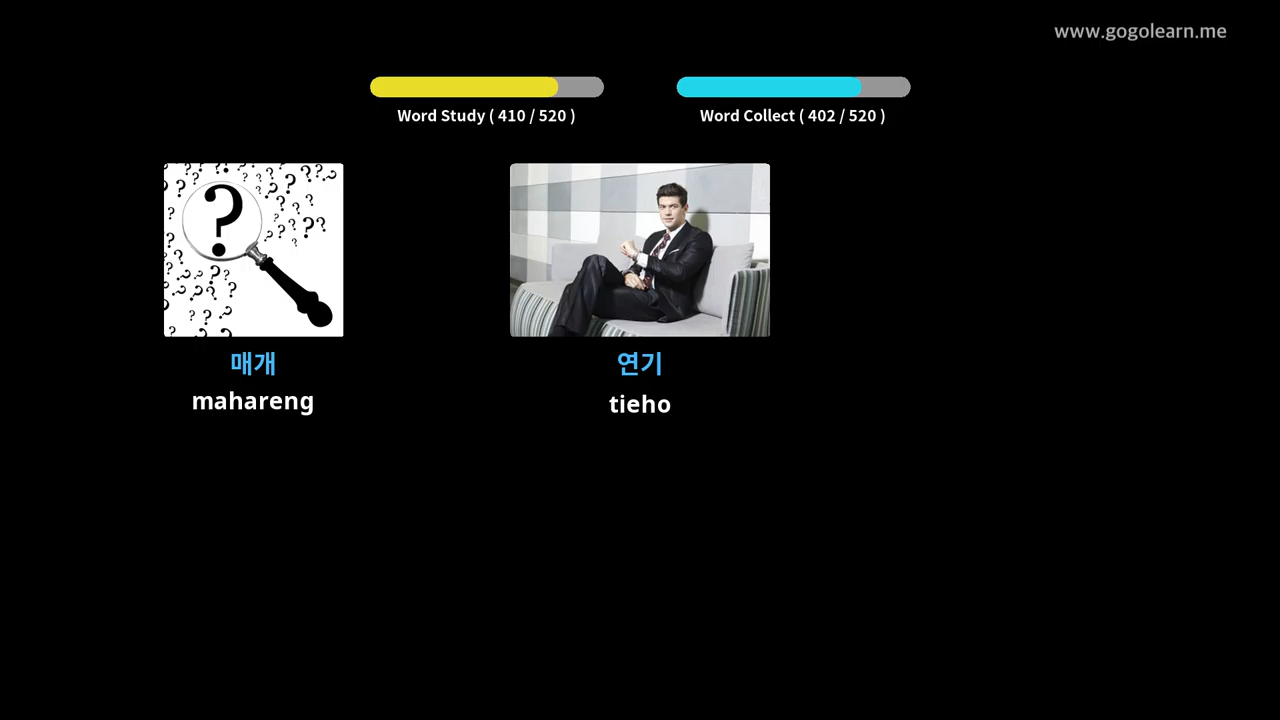 www.gogolearn.me
Word Study ( 410 / 520 )
Word Collect ( 402 / 520 )
매개
mahareng
연기
tieho